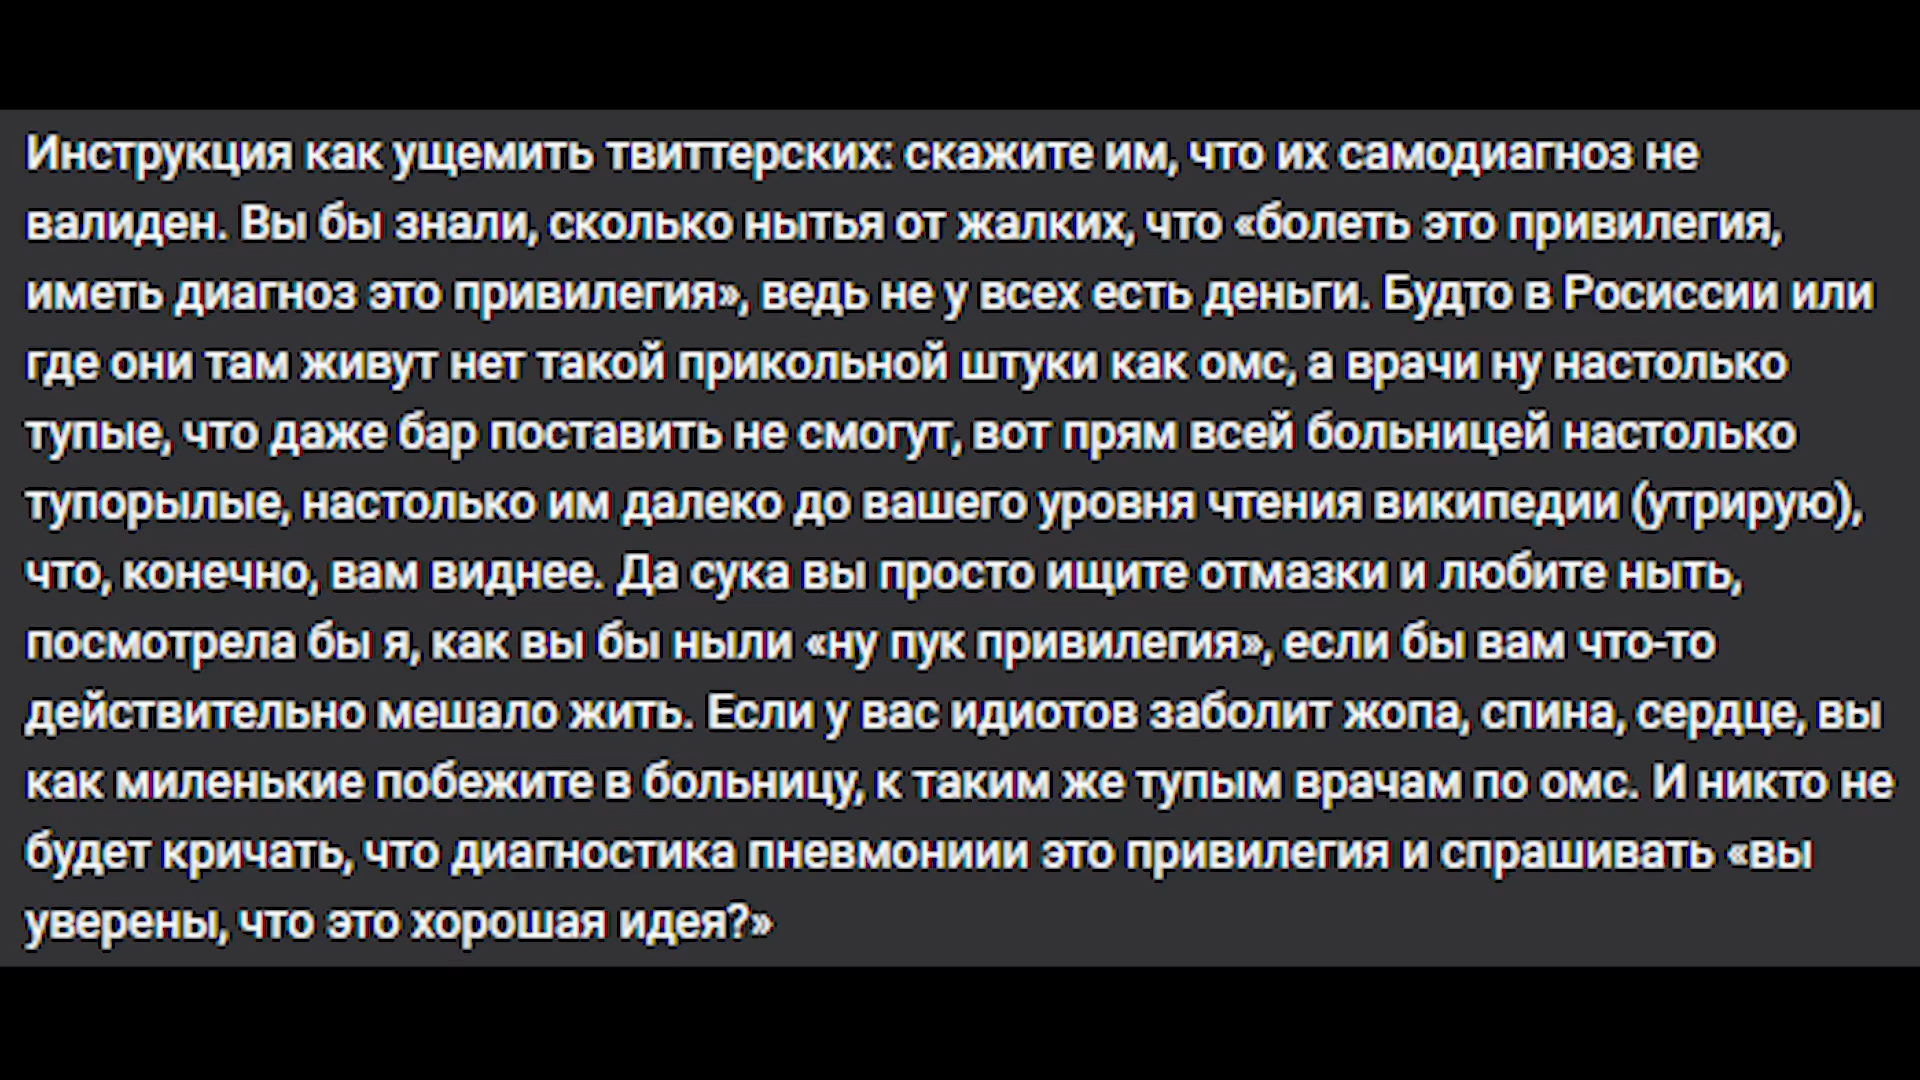 Инструкция как ущемить твиттерских: скажите им, что их самодиагноз не
валиден. Вы бы знали, сколько нытья от жалких, что «болеть это привилегия,
иметь диагноз это привилегия», ведь не у всех есть деньги. Будто в Росиссии или
где они там живут нет такой прикольной штуки как омс, а врачи ну настолько
тупые, что даже бар поставить не смогут, вот прям всей больницей настолько
тупорылые, настолько им далеко до вашего уровня чтения википедии (утрирую),
что, конечно, вам виднее. Да сука вы просто ищите отмазки и любите ныть,
посмотрела бы я, как вы бы ныли «ну пук привилегия», если бы вам что-то
действительно мешало жить. Если у вас идиотов заболит жопа, спина, сердце, вы
как миленькие побежите в больницу, к таким же тупым врачам по омс. И никто не
будет кричать, что диагностика пневмониии это привилегия и спрашивать «вы
уверены, что это хорошая идея?»